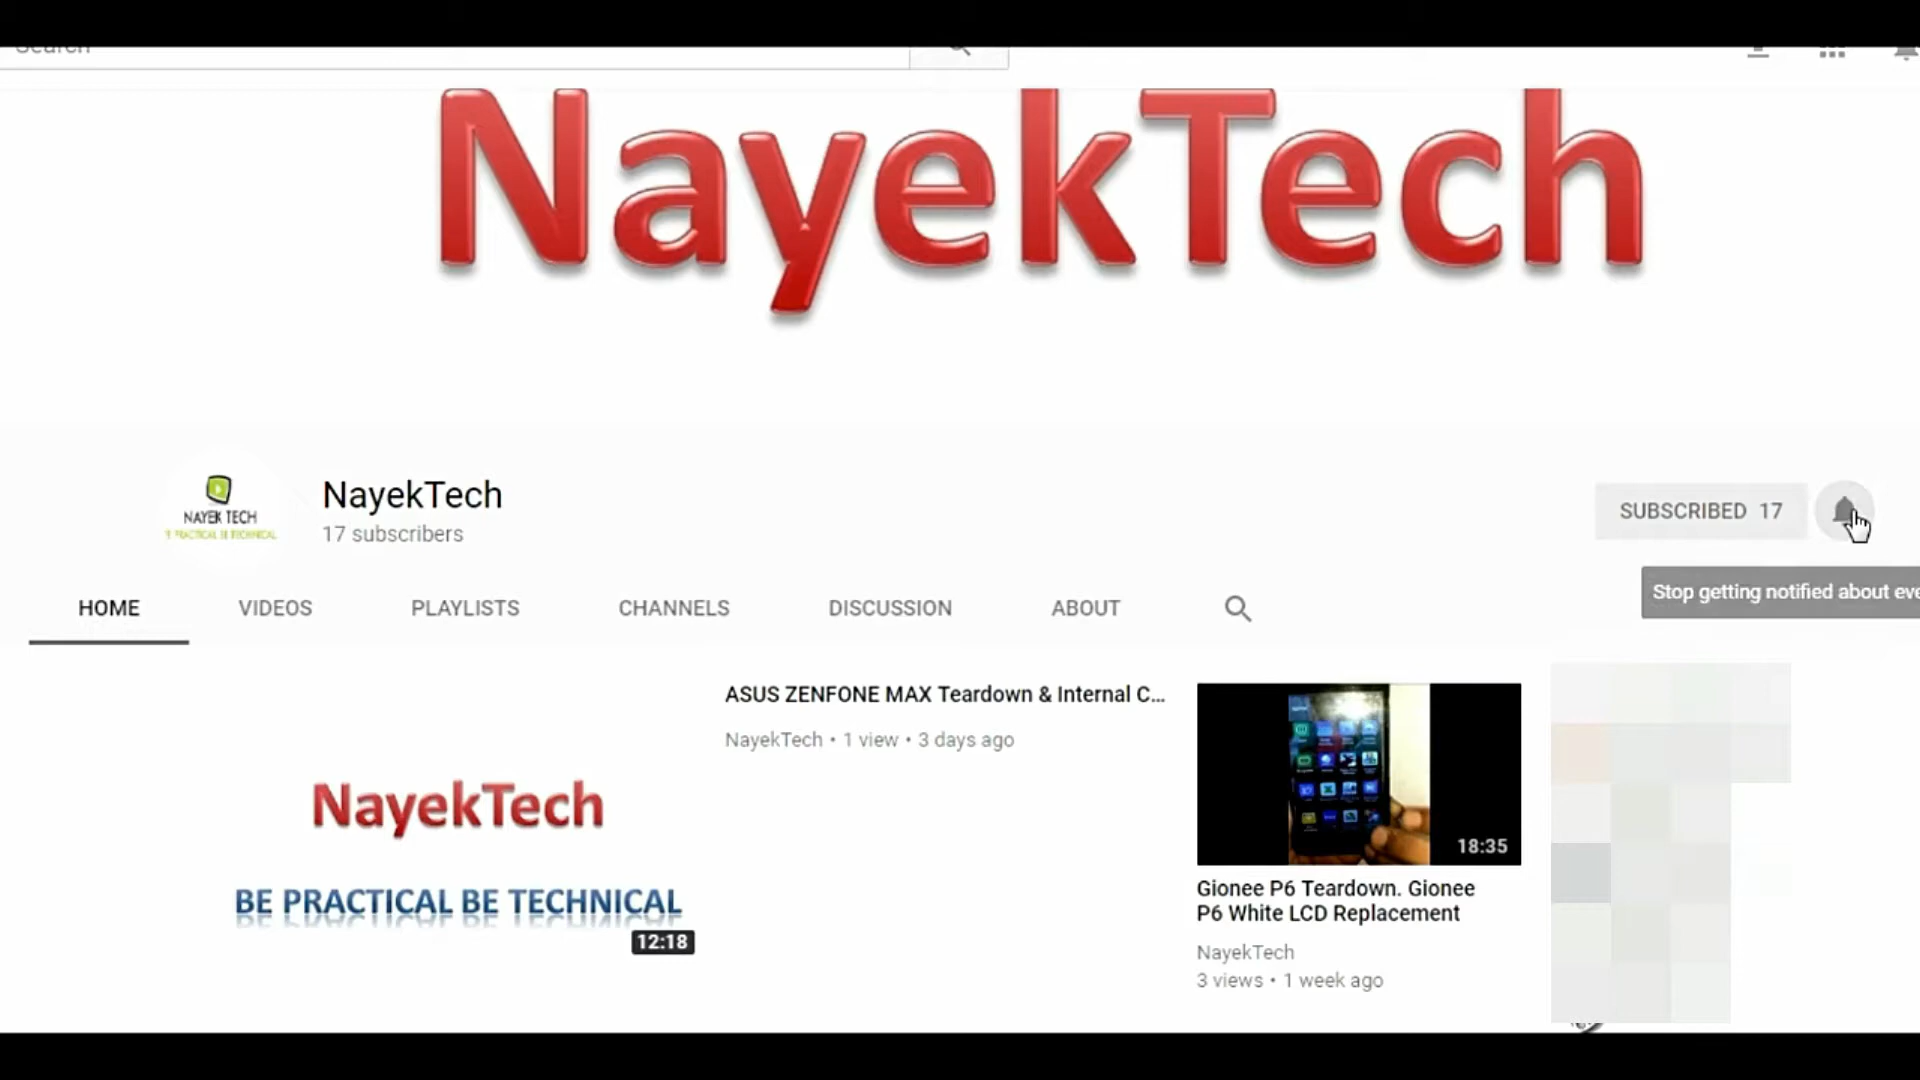 Search
NayekTech
NAYEK TECH
NayekTech
17 subscribers
SUBSCRIBED 17
HOME VIDEOS PLAYLISTS CHANNELS DISCUSSION ABOUT
Stop getting notified about eve
NayekTech
BE PRACTICAL BE TECHNICAL
12:18
ASUS ZENFONE MAX Teardown & Internal C...
NayekTech • 1 view • 3 days ago
18:35
Gionee P6 Teardown. Gionee
P6 White LCD Replacement
NayekTech
3 views • 1 week ago